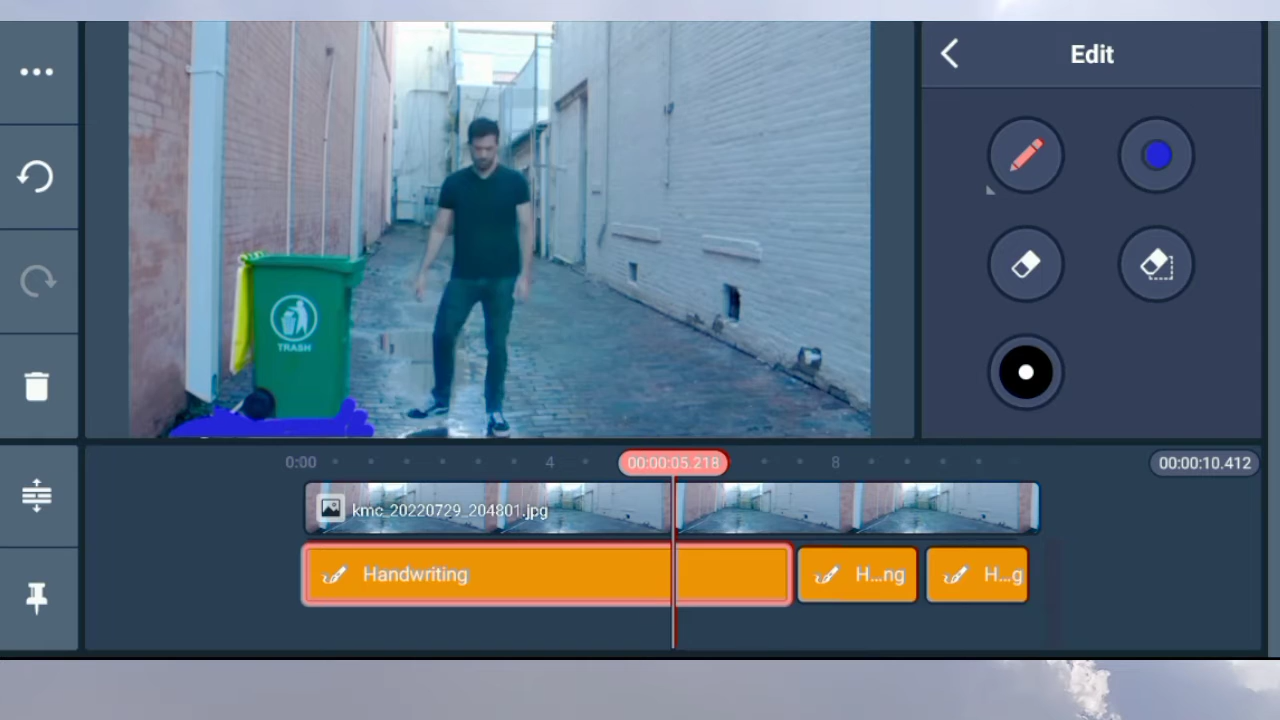 Edit
TRASH
0:00
4
00:00:05.218
8
00:00:10.412
kmc_20220729_204801.jpg
Handwriting
H...ng
H...g